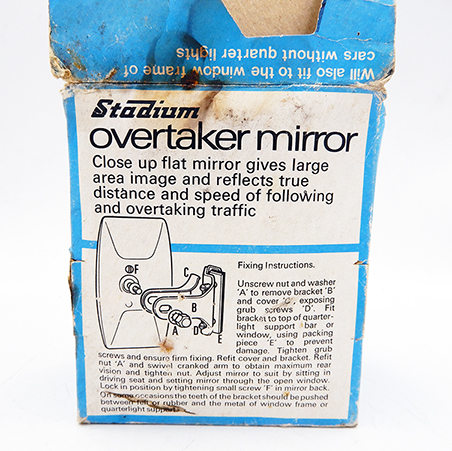 Will also fit to the window frame of
cars without quarter lights
Stadium
overtaker mirror
Close up flat mirror gives large
area image and reflects true
distance and speed of following
and overtaking traffic
F
C
B
A
D
E
Fixing Instructions.
Unscrew nut and washer
'A' to remove bracket 'B'
and cover 'C', exposing
grub screws 'D'. Fit
bracket to top of quarter-
light support bar or
window, using packing
piece 'E' to prevent
damage. Tighten grub
screws and ensure firm fixing. Refit cover and bracket. Refit
nut 'A' and swivel cranked arm to obtain maximum rear
vision and tighten nut. Adjust mirror to suit by sitting in
driving seat and setting mirror through the open window.
Lock in position by tightening small screw 'F' in mirror back.
On some occasions the teeth of the bracket should be pushed
between felt or rubber and the metal of window frame or
quarterlight support.